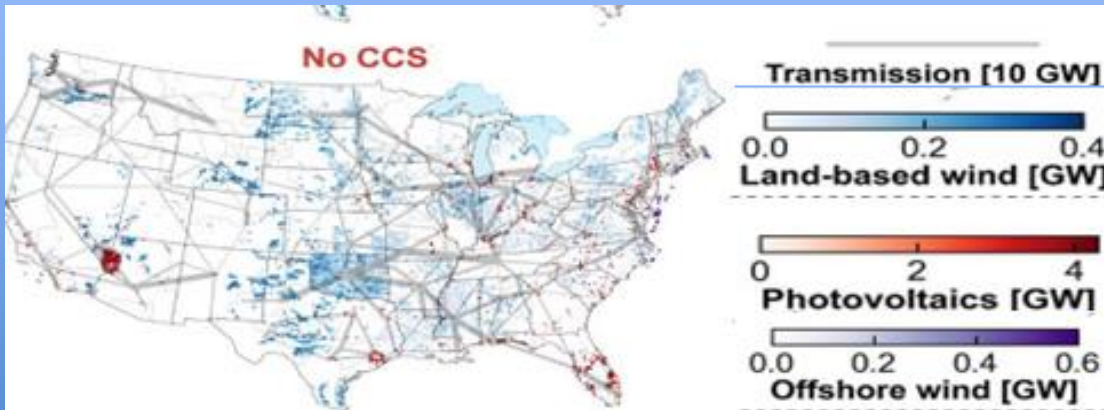 No CCS
Transmission [10 GW]
0.0 0.2 0.4
Land-based wind [GW]
0 2 4
Photovoltaics [GW]
0.0 0.2 0.4 0.6
Offshore wind [GW]